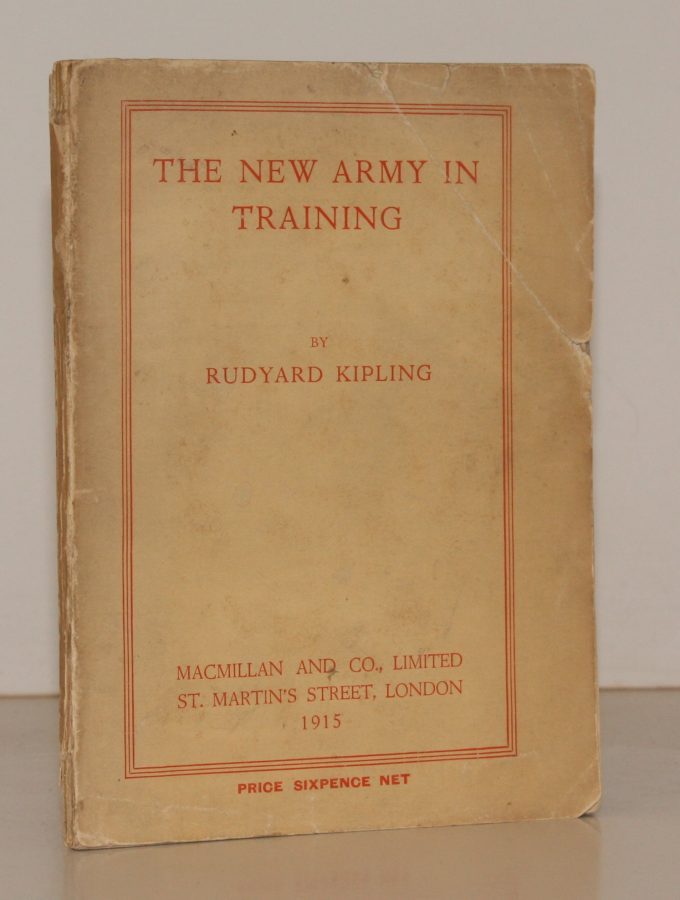 THE NEW ARMY IN
TRAINING
BY
RUDYARD KIPLING
MACMILLAN AND CO., LIMITED
ST. MARTIN'S STREET, LONDON
1915
PRICE SIXPENCE NET